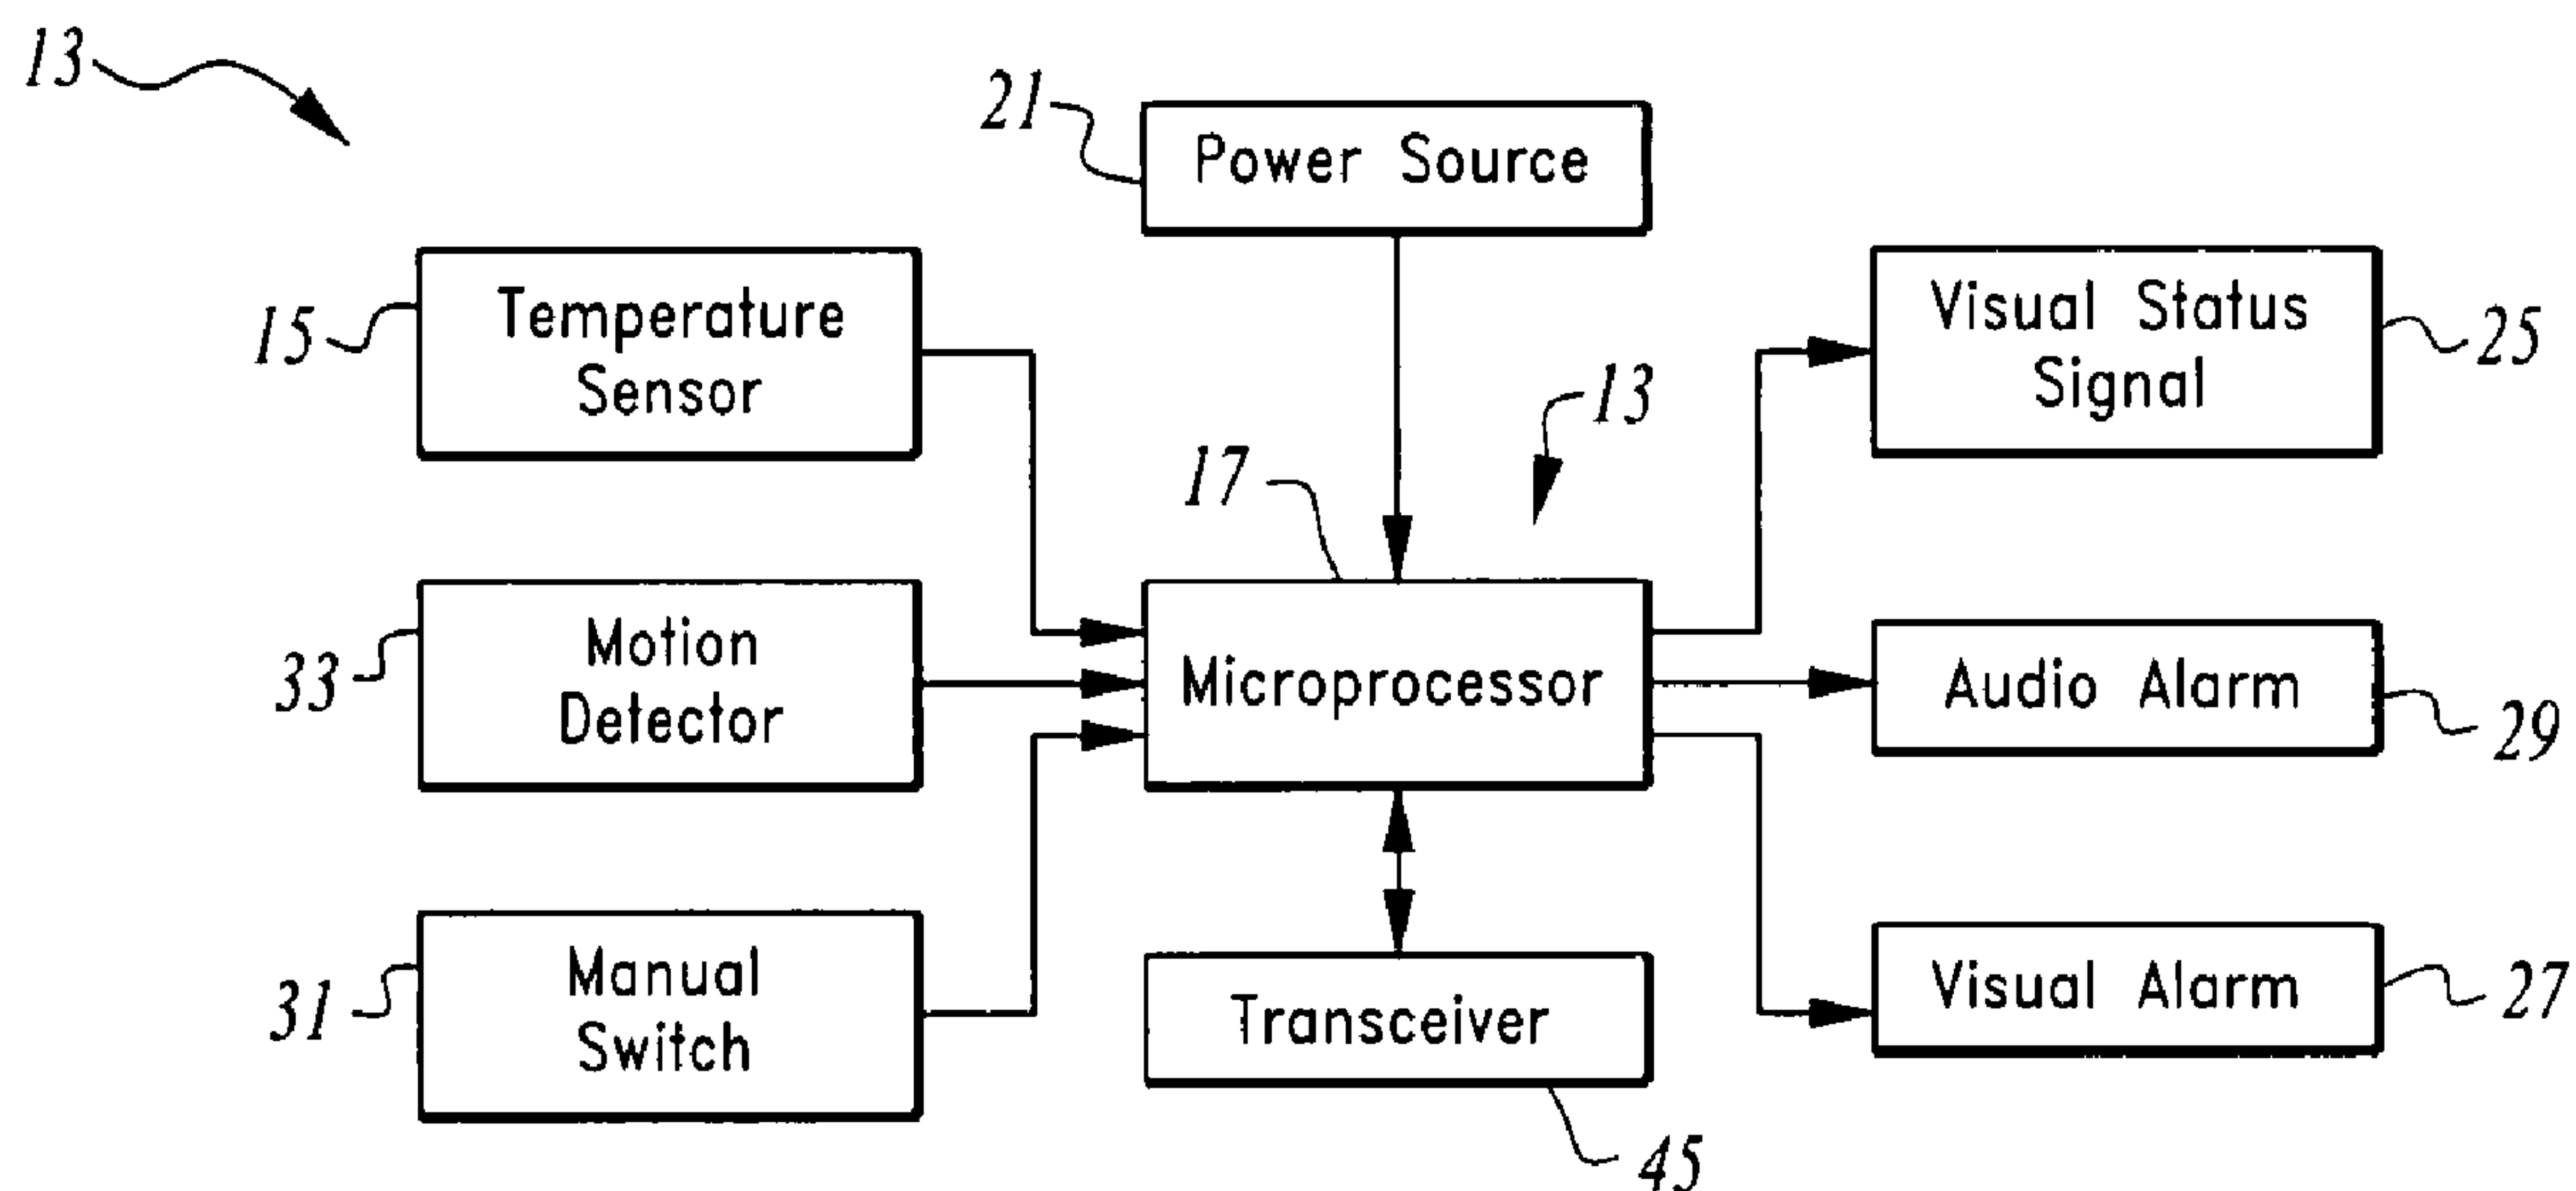 13
21
Power Source
15
Temperature
Sensor
Visual Status
Signal
25
13
17
33
Motion
Detector
Microprocessor
Audio Alarm
29
31
Manual
Switch
Transceiver
45
Visual Alarm
27